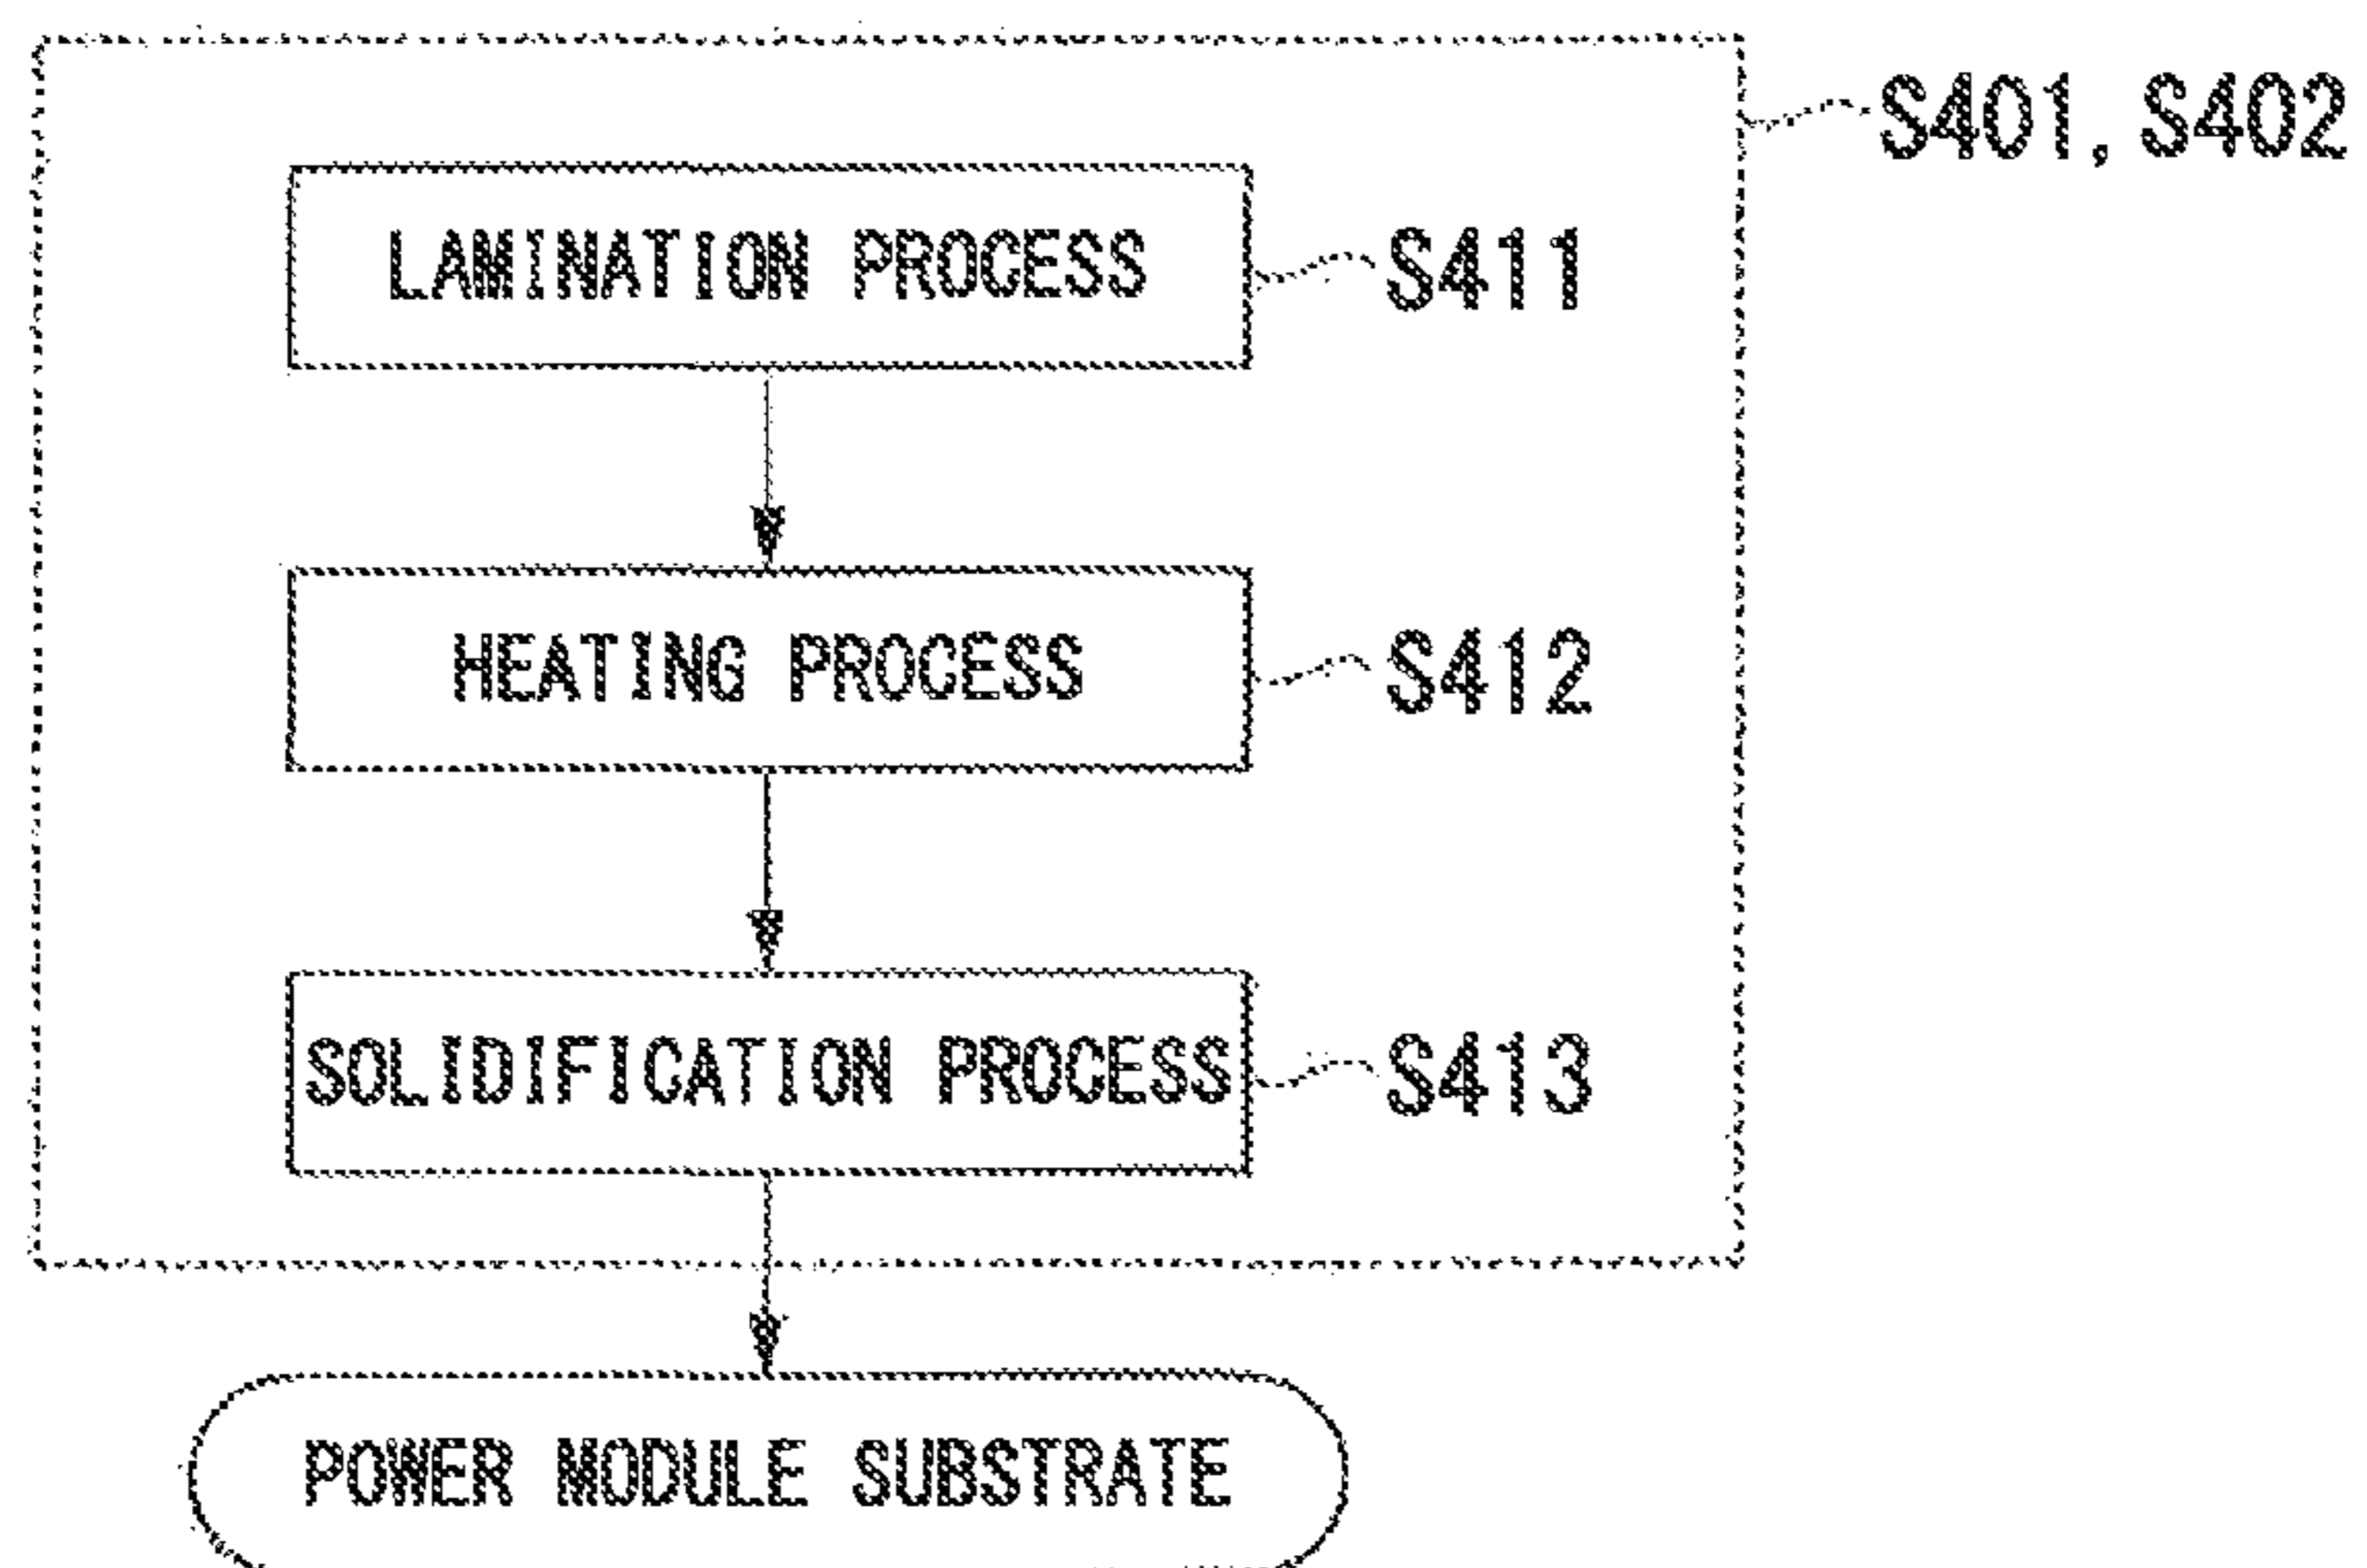 S401, S402
LAMINATION PROCESS
S411
HEATING PROCESS
S412
SOLIDIFICATION PROCESS
S413
POWER MODULE SUBSTRATE